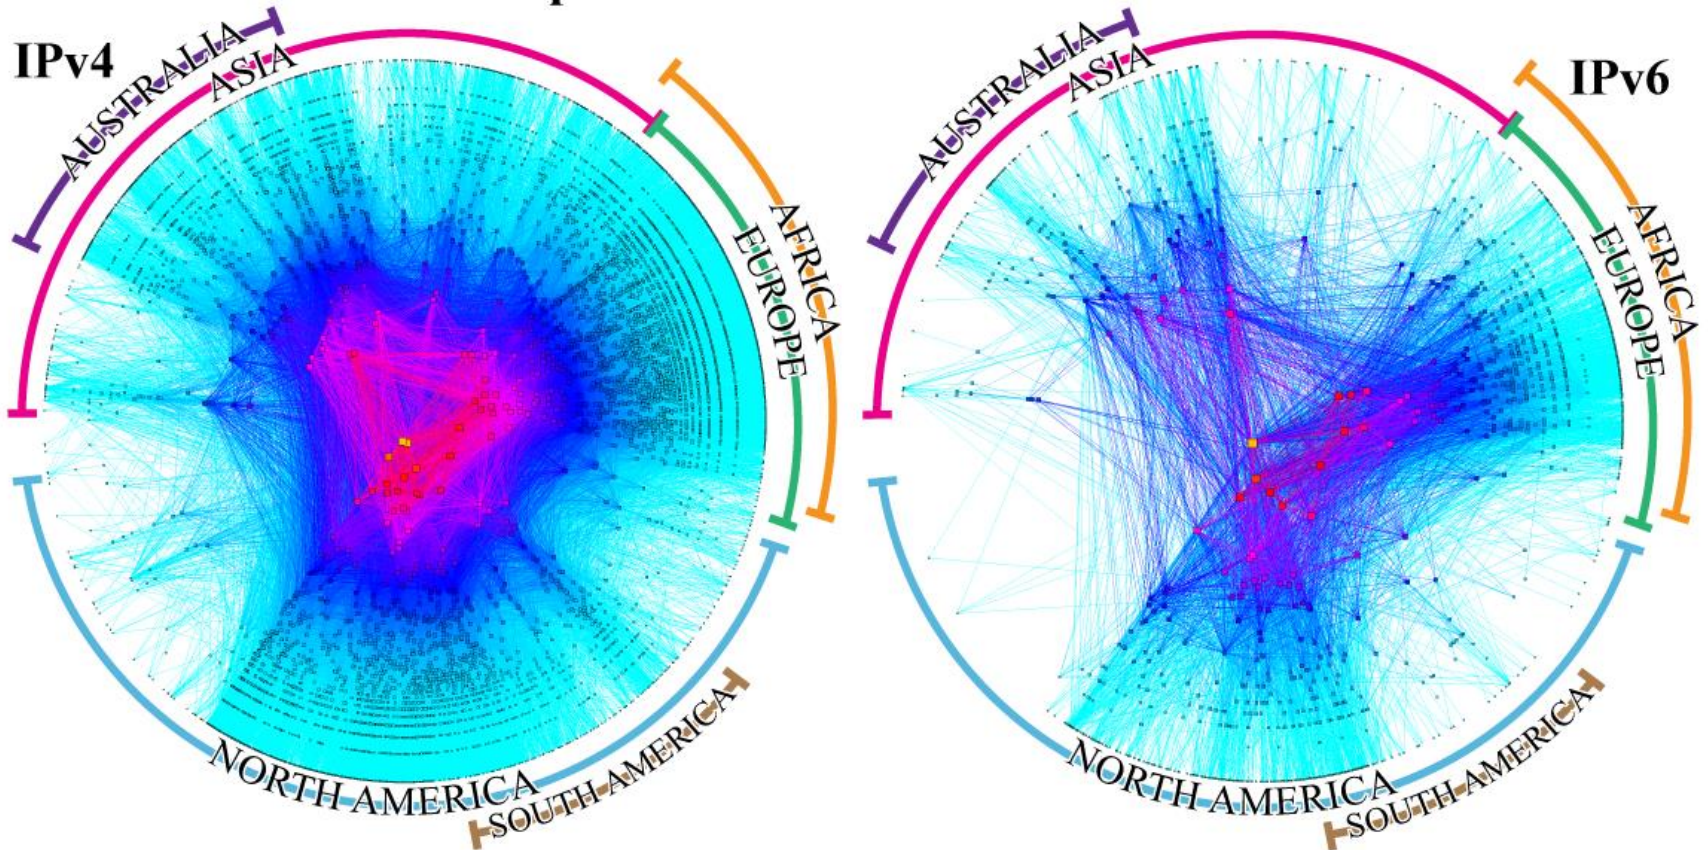 IPv4
AUSTRALIA
ASIA
AFRICA
EUROPE
NORTH AMERICA
SOUTH AMERICA
IPv6
AUSTRALIA
ASIA
AFRICA
EUROPE
NORTH AMERICA
SOUTH AMERICA